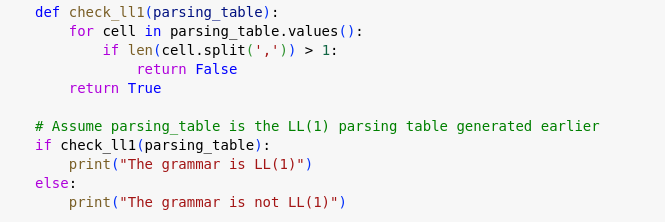 def check_ll1(parsing_table):
    for cell in parsing_table.values():
        if len(cell.split(',')) > 1:
            return False
    return True

# Assume parsing_table is the LL(1) parsing table generated earlier
if check_ll1(parsing_table):
    print("The grammar is LL(1)")
else:
    print("The grammar is not LL(1)")